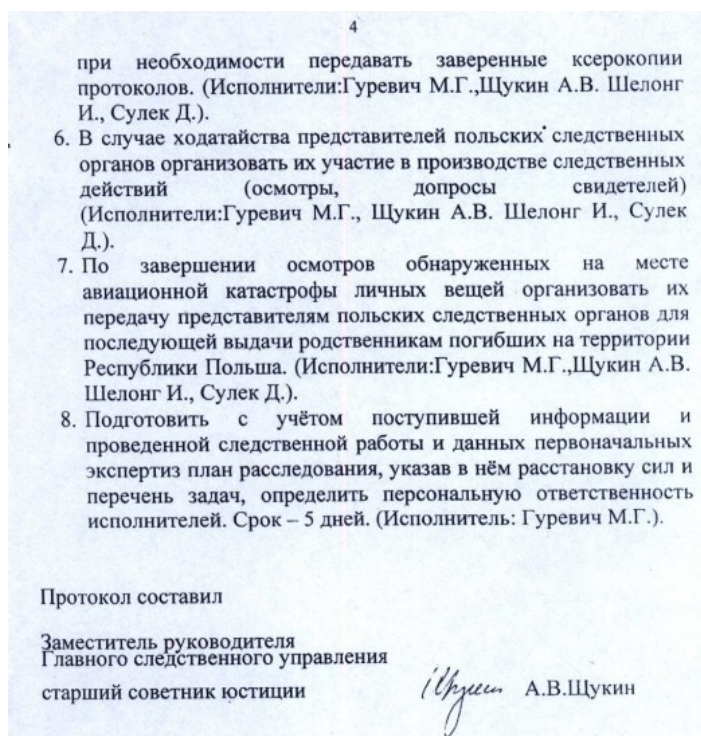 4
при необходимости передавать заверенные ксерокопии
протоколов. (Исполнители:Гуревич М.Г.,Щукин А.В. Шелонг
И., Сулек Д.).
6. В случае ходатайства представителей польских следственных
органов организовать их участие в производстве следственных
действий (осмотры, допросы свидетелей)
(Исполнители:Гуревич М.Г., Щукин А.В. Шелонг И., Сулек
Д.).
7. По завершении осмотров обнаруженных на месте
авиационной катастрофы личных вещей организовать их
передачу представителям польских следственных органов для
последующей выдачи родственникам погибших на территории
Республики Польша. (Исполнители:Гуревич М.Г.,Щукин А.В.
Шелонг И., Сулек Д.).
8. Подготовить с учётом поступившей информации и
проведенной следственной работы и данных первоначальных
экспертиз план расследования, указав в нём расстановку сил и
перечень задач, определить персональную ответственность
исполнителей. Срок – 5 дней. (Исполнитель: Гуревич М.Г.).
Протокол составил
Заместитель руководителя
Главного следственного управления
старший советник юстиции А.В.Щукин